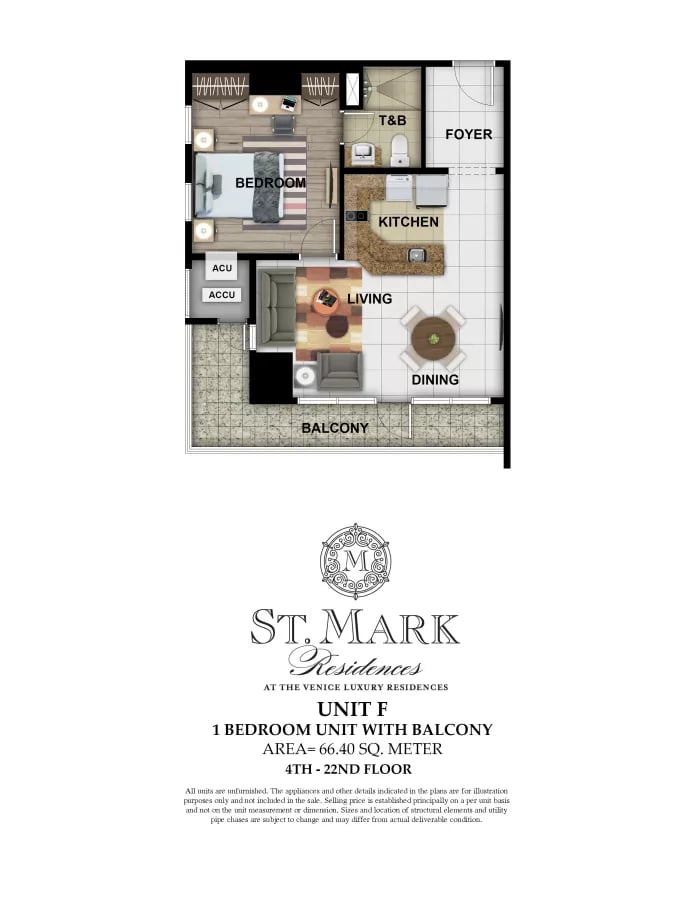 T&B
FOYER
BEDROOM
KITCHEN
ACU
ACCU
LIVING
DINING
BALCONY
M
ST. MARK
Residences
AT THE VENICE LUXURY RESIDENCES
UNIT F
1 BEDROOM UNIT WITH BALCONY
AREA= 66.40 SQ. METER
4TH - 22ND FLOOR
All units are unfurnished. The appliances and other details indicated in the plans are for illustration
purposes only and not included in the sale. Selling price is established principally on a per unit basis
and not on the unit measurement or dimension. Sizes and location of structural elements and utility
pipe chases are subject to change and may differ from actual deliverable condition.